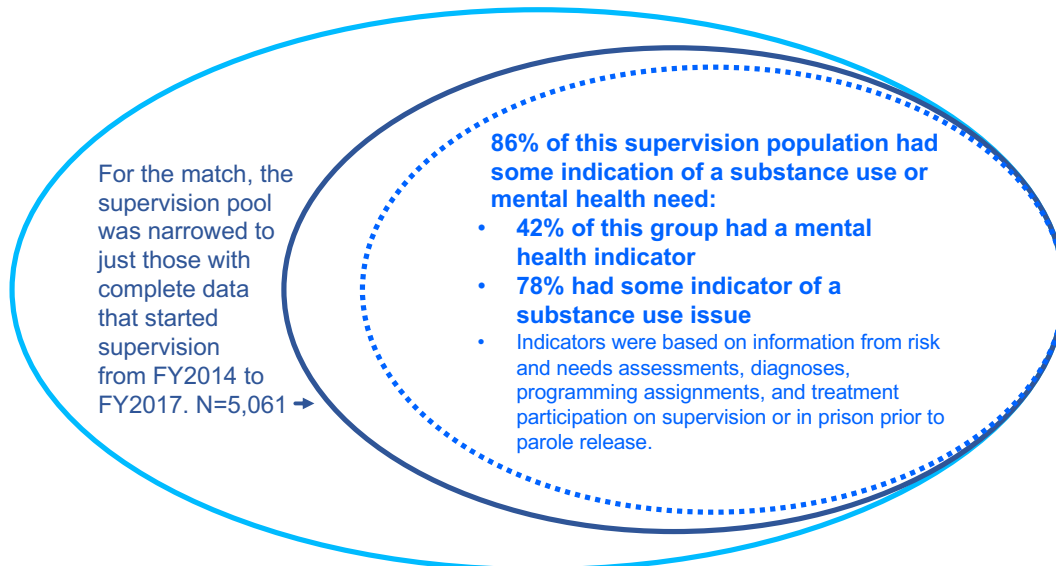 For the match, the
supervision pool
was narrowed to
just those with
complete data
that started
supervision
from FY2014 to
FY2017. N=5,061
86% of this supervision population had
some indication of a substance use or
mental health need:
• 42% of this group had a mental
health indicator
• 78% had some indicator of a
substance use issue
• Indicators were based on information from risk
and needs assessments, diagnoses,
programming assignments, and treatment
participation on supervision or in prison prior to
parole release.